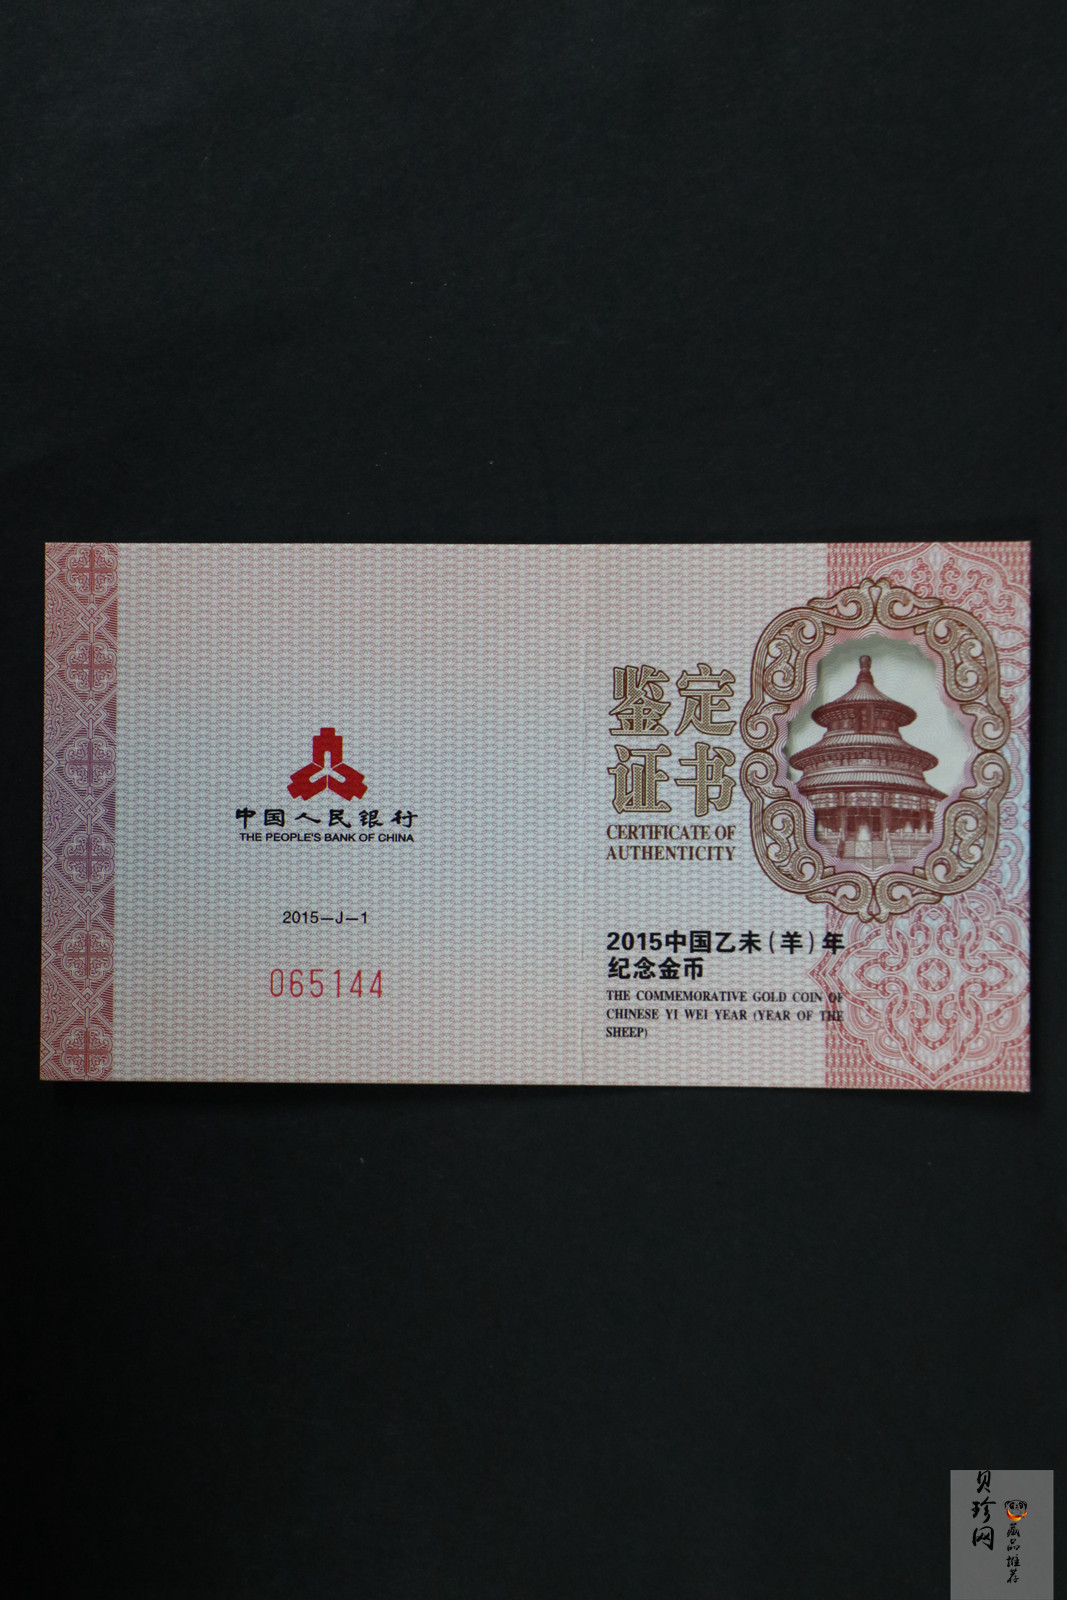 中国人民银行
THE PEOPLE'S BANK OF CHINA
2015-J-1
065144
鉴定
证书
CERTIFICATE OF
AUTHENTICITY
2015中国乙未(羊)年
纪念金币
THE COMMEMORATIVE GOLD COIN OF
CHINESE YI WEI YEAR (YEAR OF THE
SHEEP)
贝珍网
藏品推荐